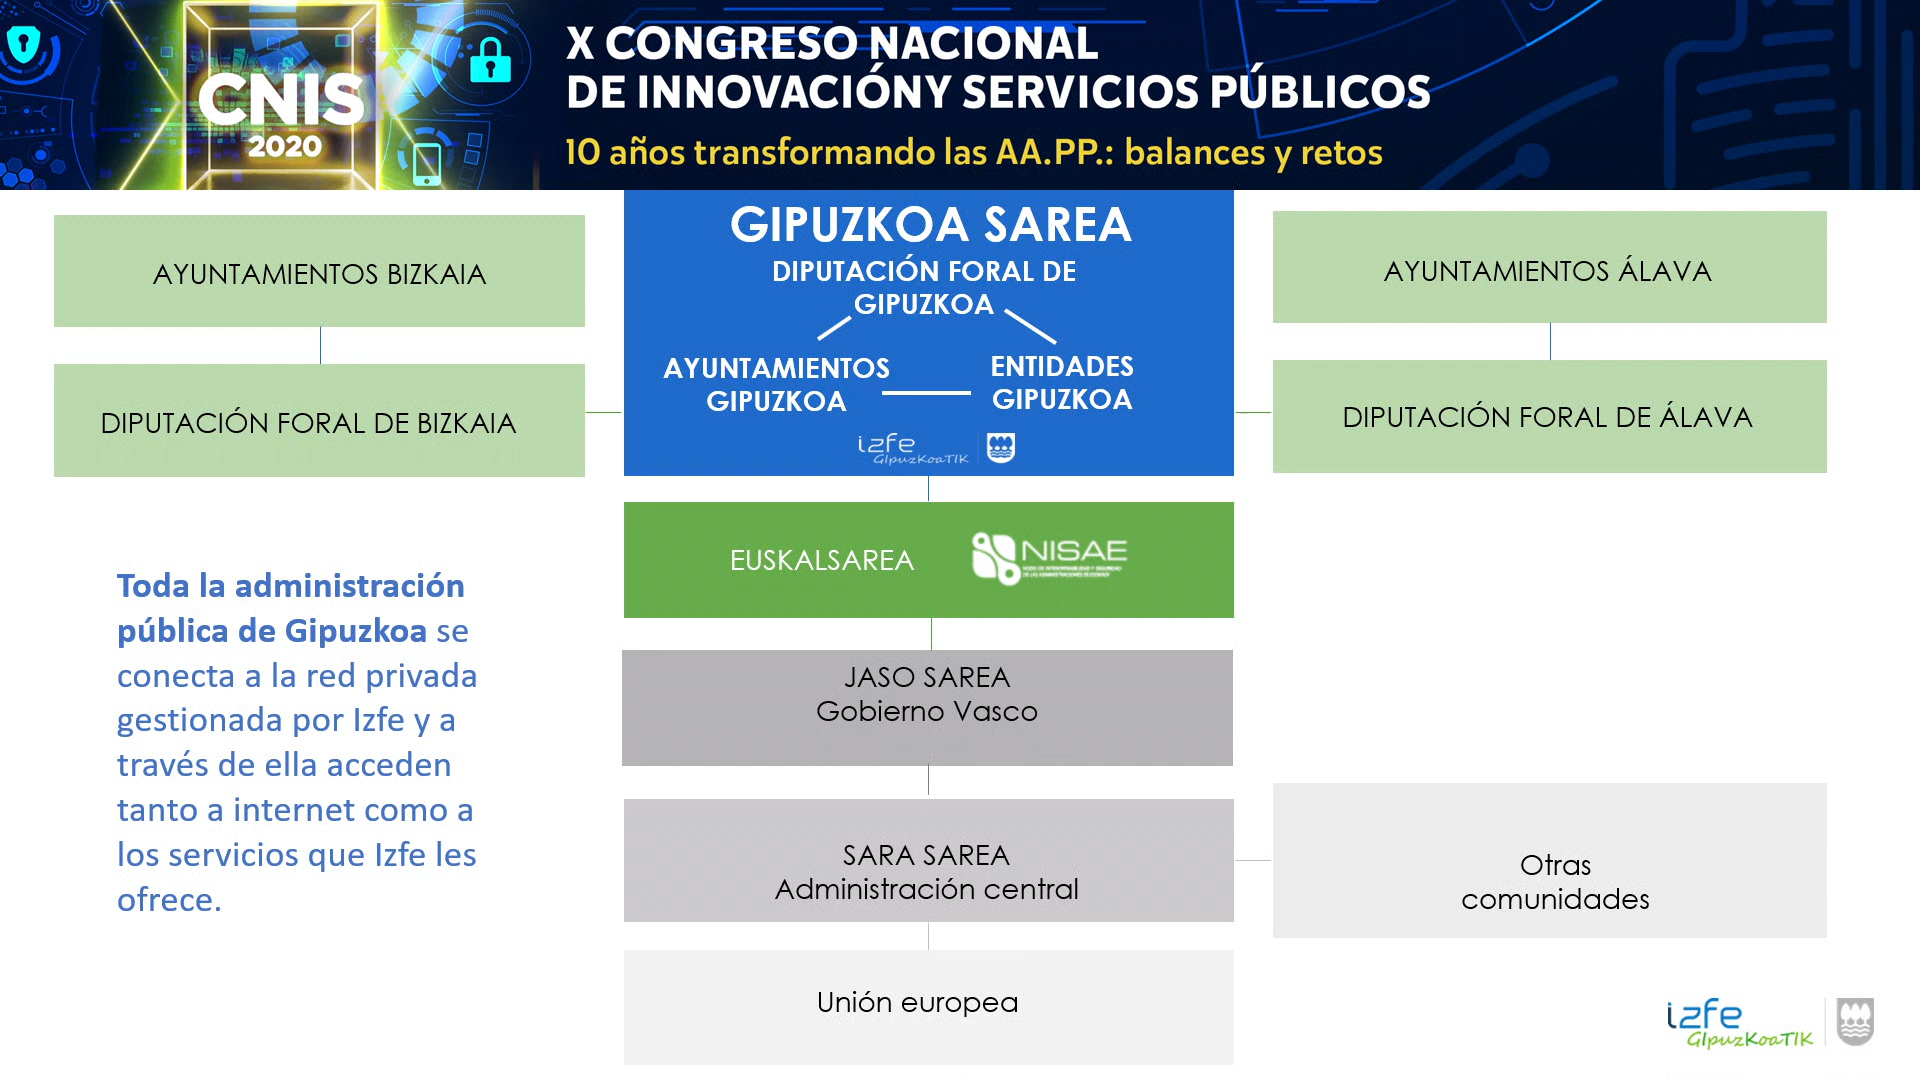 CNIS
2020
X CONGRESO NACIONAL
DE INNOVACIÓNY SERVICIOS PÚBLICOS
10 años transformando las AA.PP.: balances y retos
AYUNTAMIENTOS BIZKAIA
DIPUTACIÓN FORAL DE BIZKAIA
GIPUZKOA SAREA
DIPUTACIÓN FORAL DE
GIPUZKOA
AYUNTAMIENTOS
GIPUZKOA
ENTIDADES
GIPUZKOA
izfe
GIpuzKoaTIK
AYUNTAMIENTOS ÁLAVA
DIPUTACIÓN FORAL DE ÁLAVA
EUSKALSAREA
NISAE
JASO SAREA
Gobierno Vasco
SARA SAREA
Administración central
Otras
comunidades
Unión europea
Toda la administración
pública de Gipuzkoa se
conecta a la red privada
gestionada por Izfe y a
través de ella acceden
tanto a internet como a
los servicios que Izfe les
ofrece.
izfe
GIpuzKoaTIK